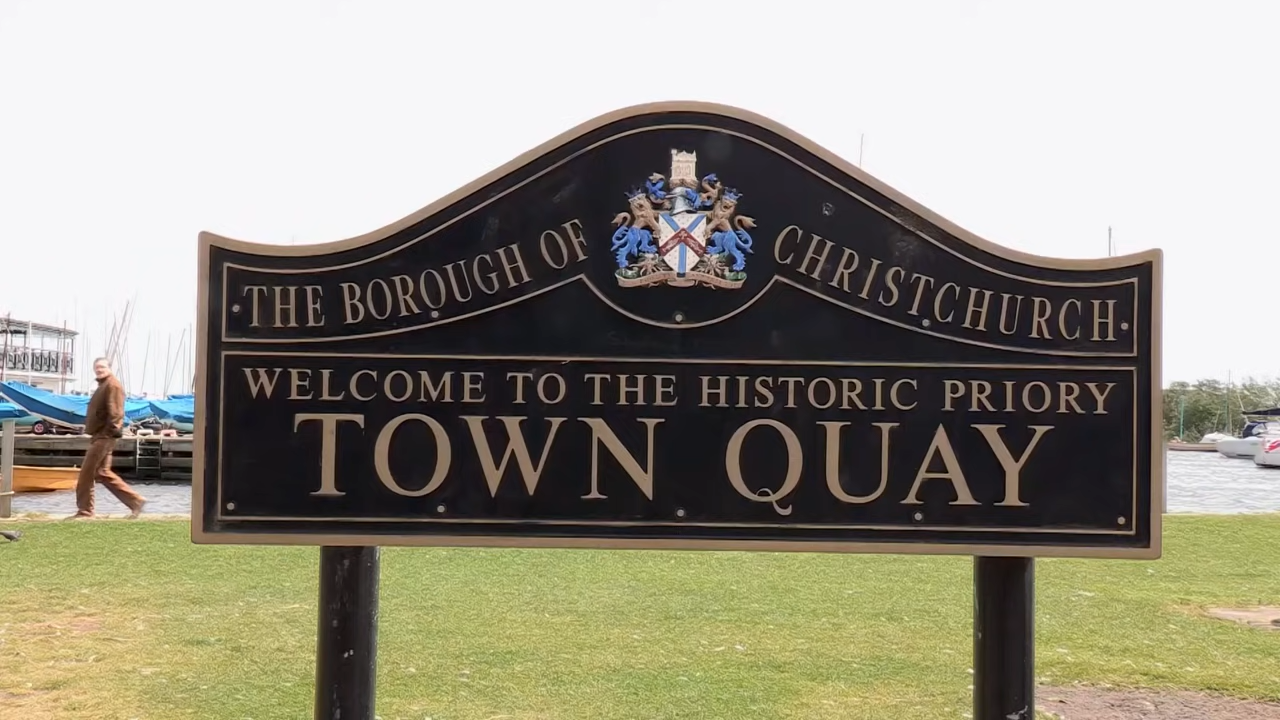 THE BOROUGH OF CHRISTCHURCH
WELCOME TO THE HISTORIC PRIORY
TOWN QUAY